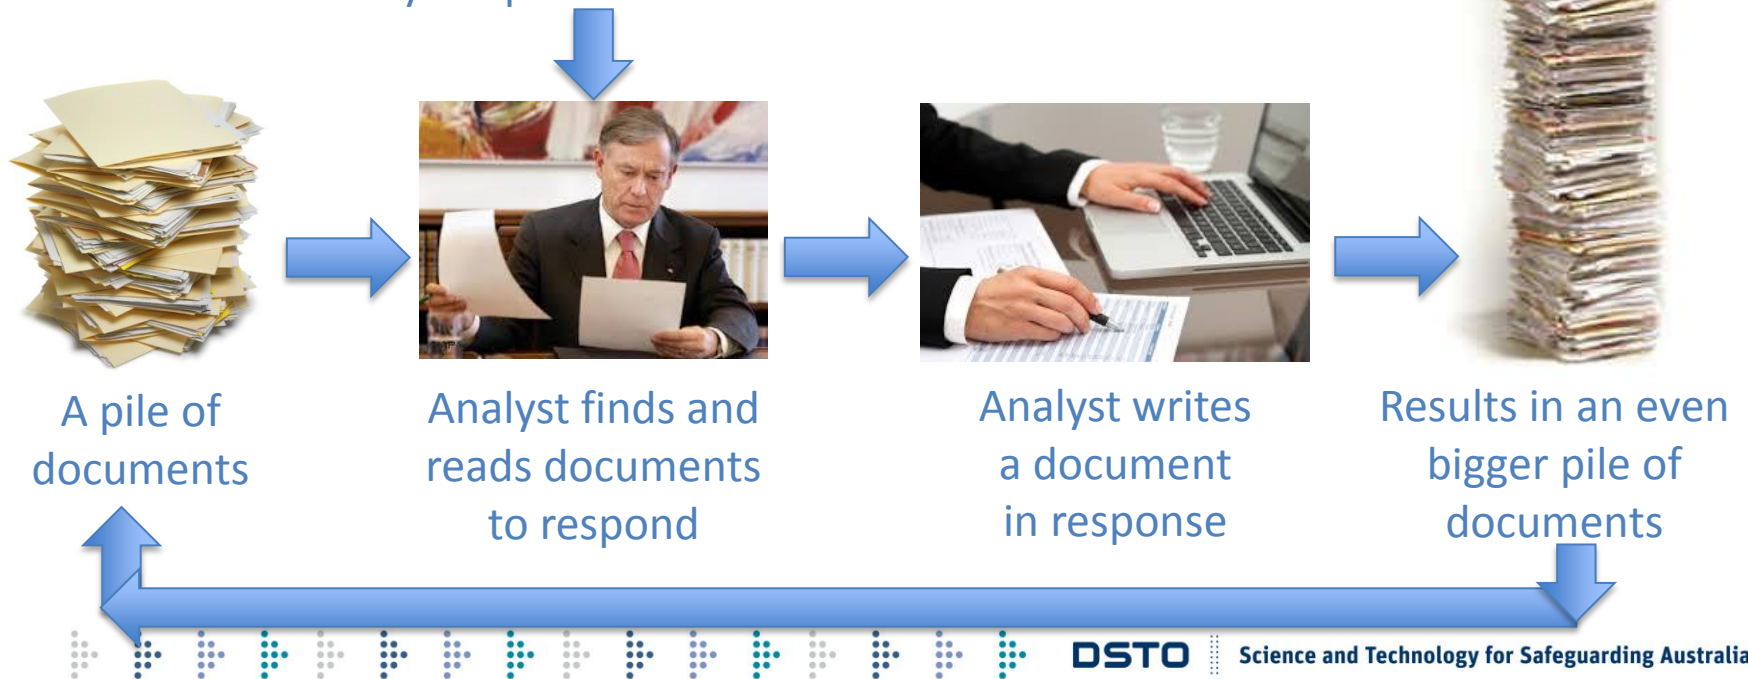 A pile of
documents
Analyst finds and
reads documents
to respond
Analyst writes
a document
in response
Results in an even
bigger pile of
documents
DSTO
Science and Technology for Safeguarding Australia